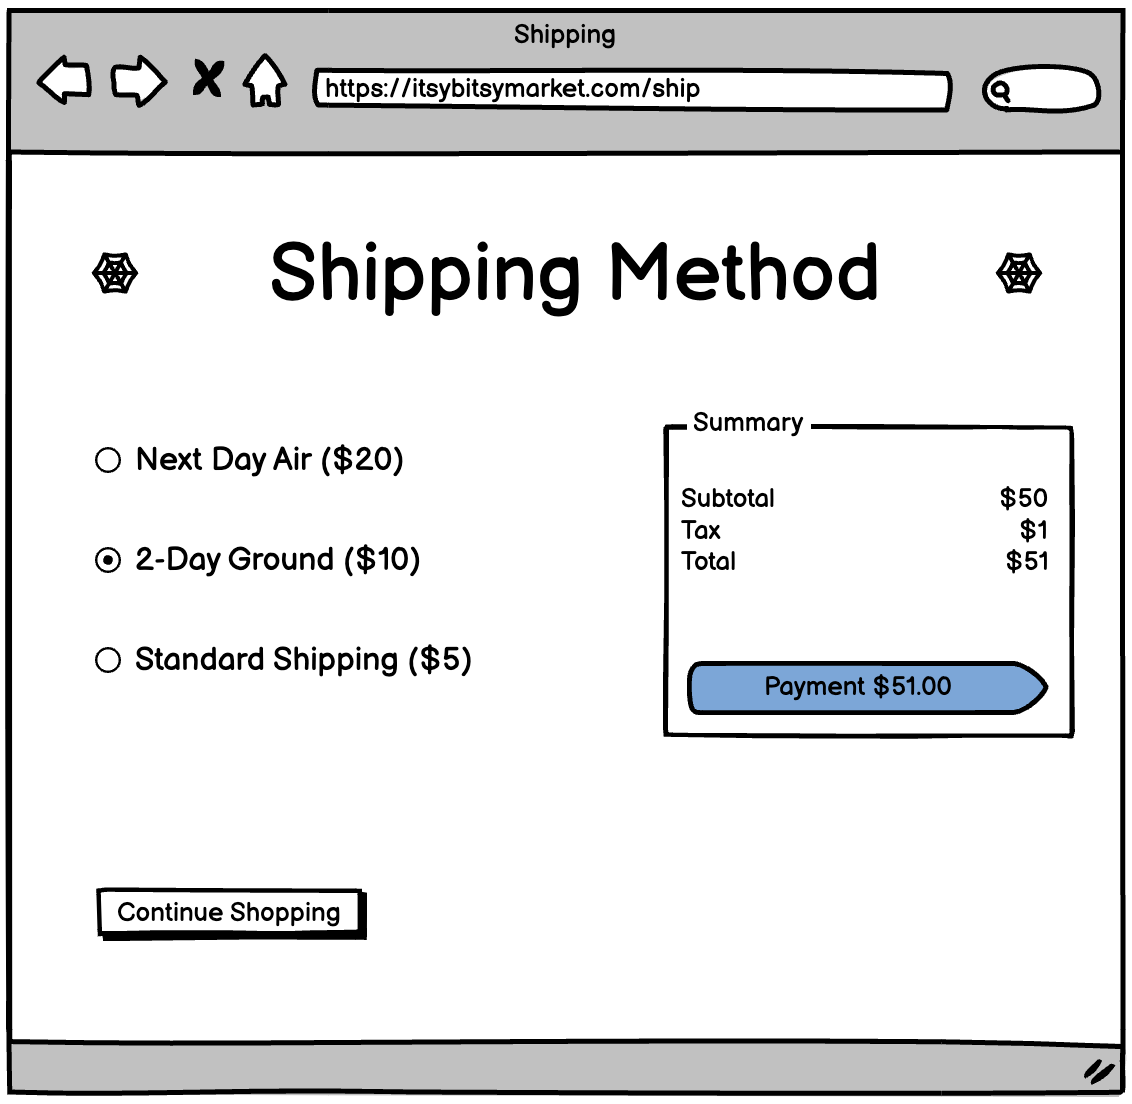 Shipping
https://itsybitsymarket.com/ship
Shipping Method
Next Day Air ($20)
2-Day Ground ($10)
Standard Shipping ($5)
Summary
Subtotal $50
Tax $1
Total $51
Payment $51.00
Continue Shopping